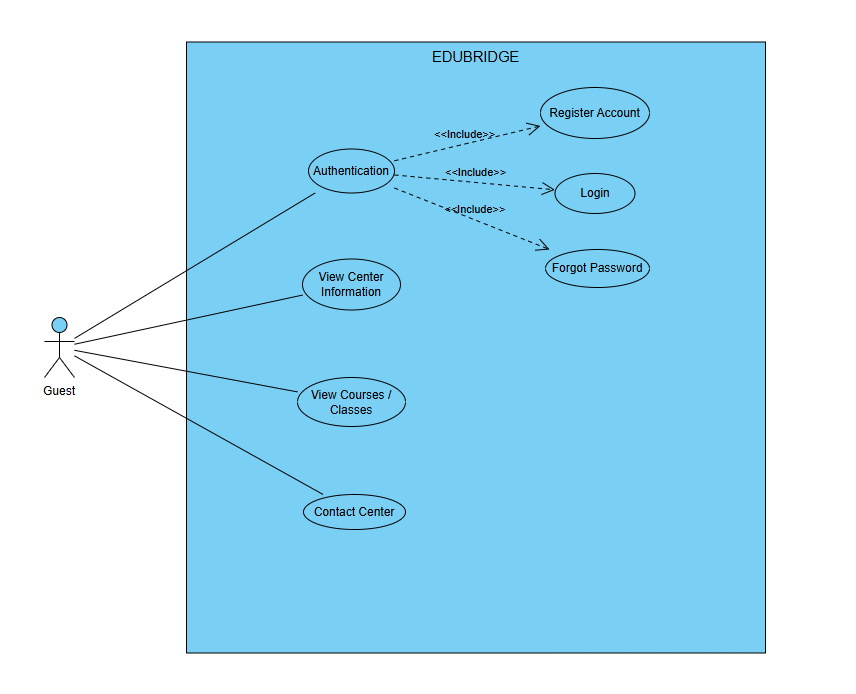 EDUBRIDGE
Register Account
<<Include>>
Authentication
<<Include>>
Login
<<Include>>
Forgot Password
View Center
Information
Guest
View Courses /
Classes
Contact Center